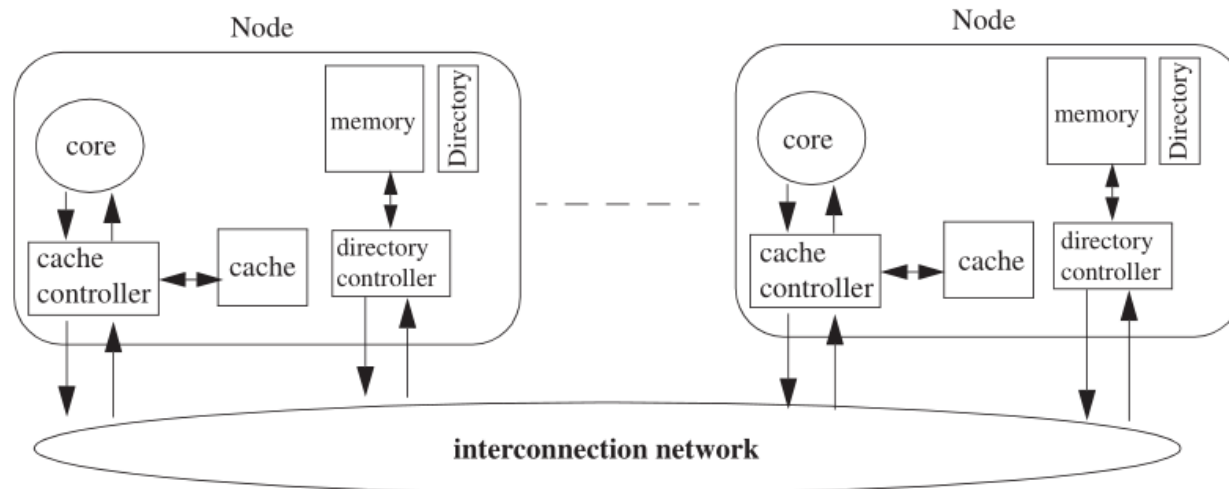 Node
core
memory
Directory
cache
controller
cache
directory
controller
Node
core
memory
Directory
cache
controller
cache
directory
controller
interconnection network